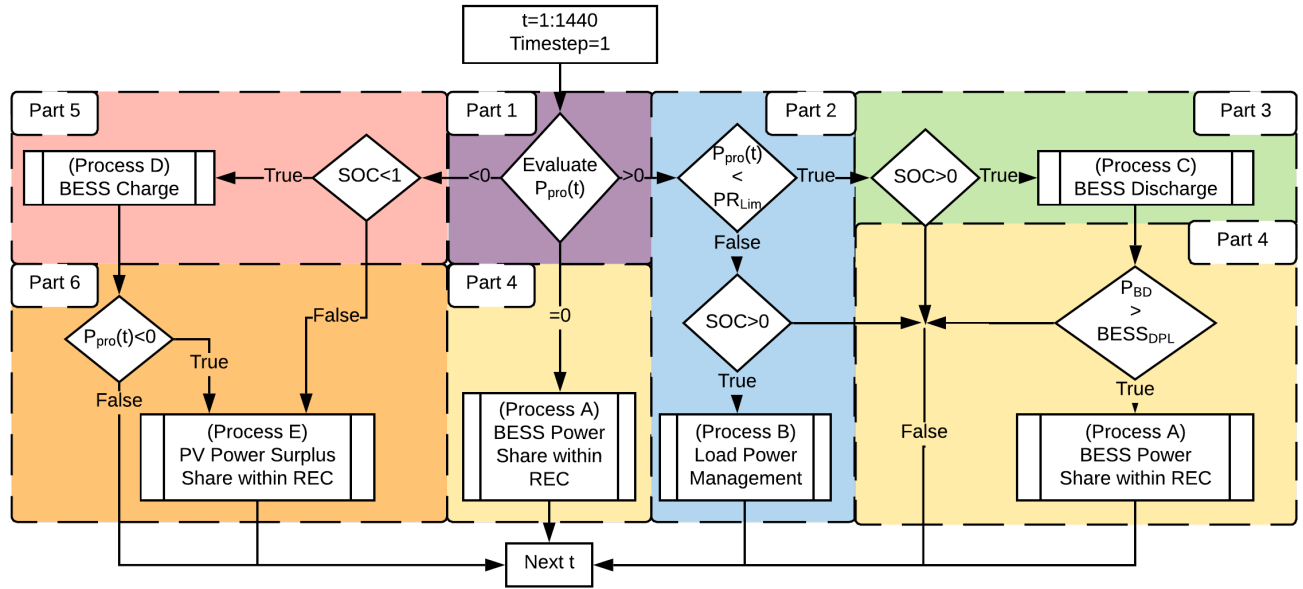 t=1:1440
Timestep=1
Part 5
Part 1
Part 2
Part 3
(Process D)
BESS Charge
True
SOC<1
<0
Evaluate
Ppro(t)
>0
Ppro(t)
<
PRLim
True
SOC>0
True
(Process C)
BESS Discharge
False
Part 4
Part 6
Part 4
Ppro(t)<0
True
False
False
=0
SOC>0
True
PBD
>
BESSDPL
True
(Process E)
PV Power Surplus
Share within REC
(Process A)
BESS Power
Share within
REC
(Process B)
Load Power
Management
False
(Process A)
BESS Power
Share within REC
Next t